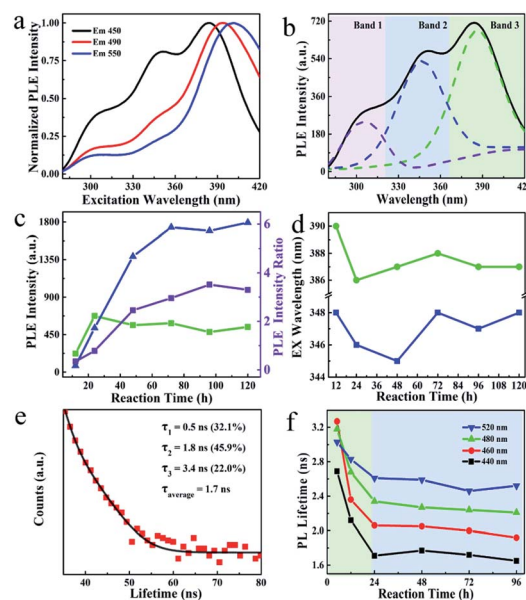 a
Em 450
Em 490
Em 550
Normalized PLE Intensity
1.00
0.75
0.50
0.25
0.00
300 330 360 390 420
Excitation Wavelength (nm)
b
Band 1 Band 2 Band 3
PLE Intensity (a.u.)
720
540
360
180
0
300 330 360 390 42
Wavelength (nm)
c
PLE Intensity (a.u.)
1800
1350
900
450
0
6
4
2
0
PLE Intensity Ratio
0 20 40 60 80 100 120
Reaction Time (h)
d
EX Wavelength (nm)
390
388
386
348
346
344
12 24 36 48 60 72 84 96 108 120
Reaction Time (h)
e
τ1 = 0.5 ns (32.1%)
τ2 = 1.8 ns (45.9%)
τ3 = 3.4 ns (22.0%)
τaverage = 1.7 ns
Counts (a.u.)
40 50 60 70 80
Lifetime (ns)
f
520 nm
480 nm
460 nm
440 nm
PL Lifetime (ns)
3.2
2.8
2.4
2.0
1.6
0 24 48 72 96
Reaction Time (h)